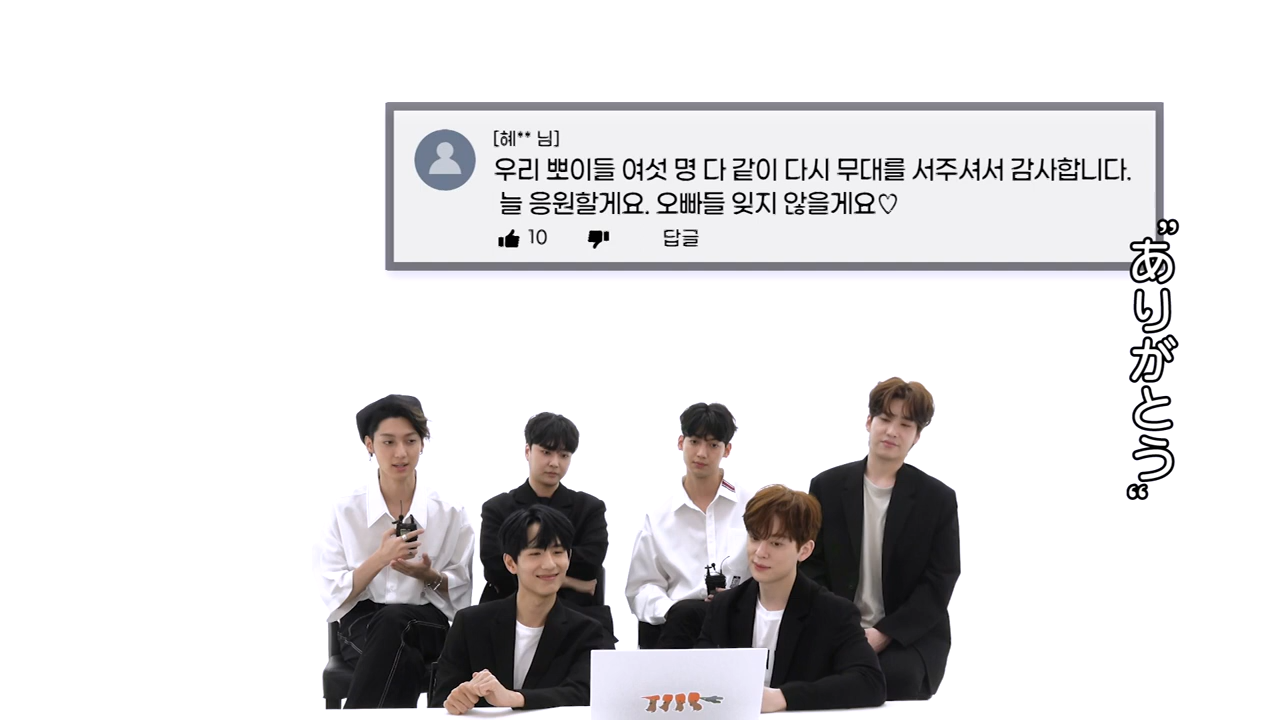 [혜** 님]
우리 뽀이들 여섯 명 다 같이 다시 무대를 서주셔서 감사합니다.
늘 응원할게요. 오빠들 잊지 않을게요♡
10
답글
"ありがとう"